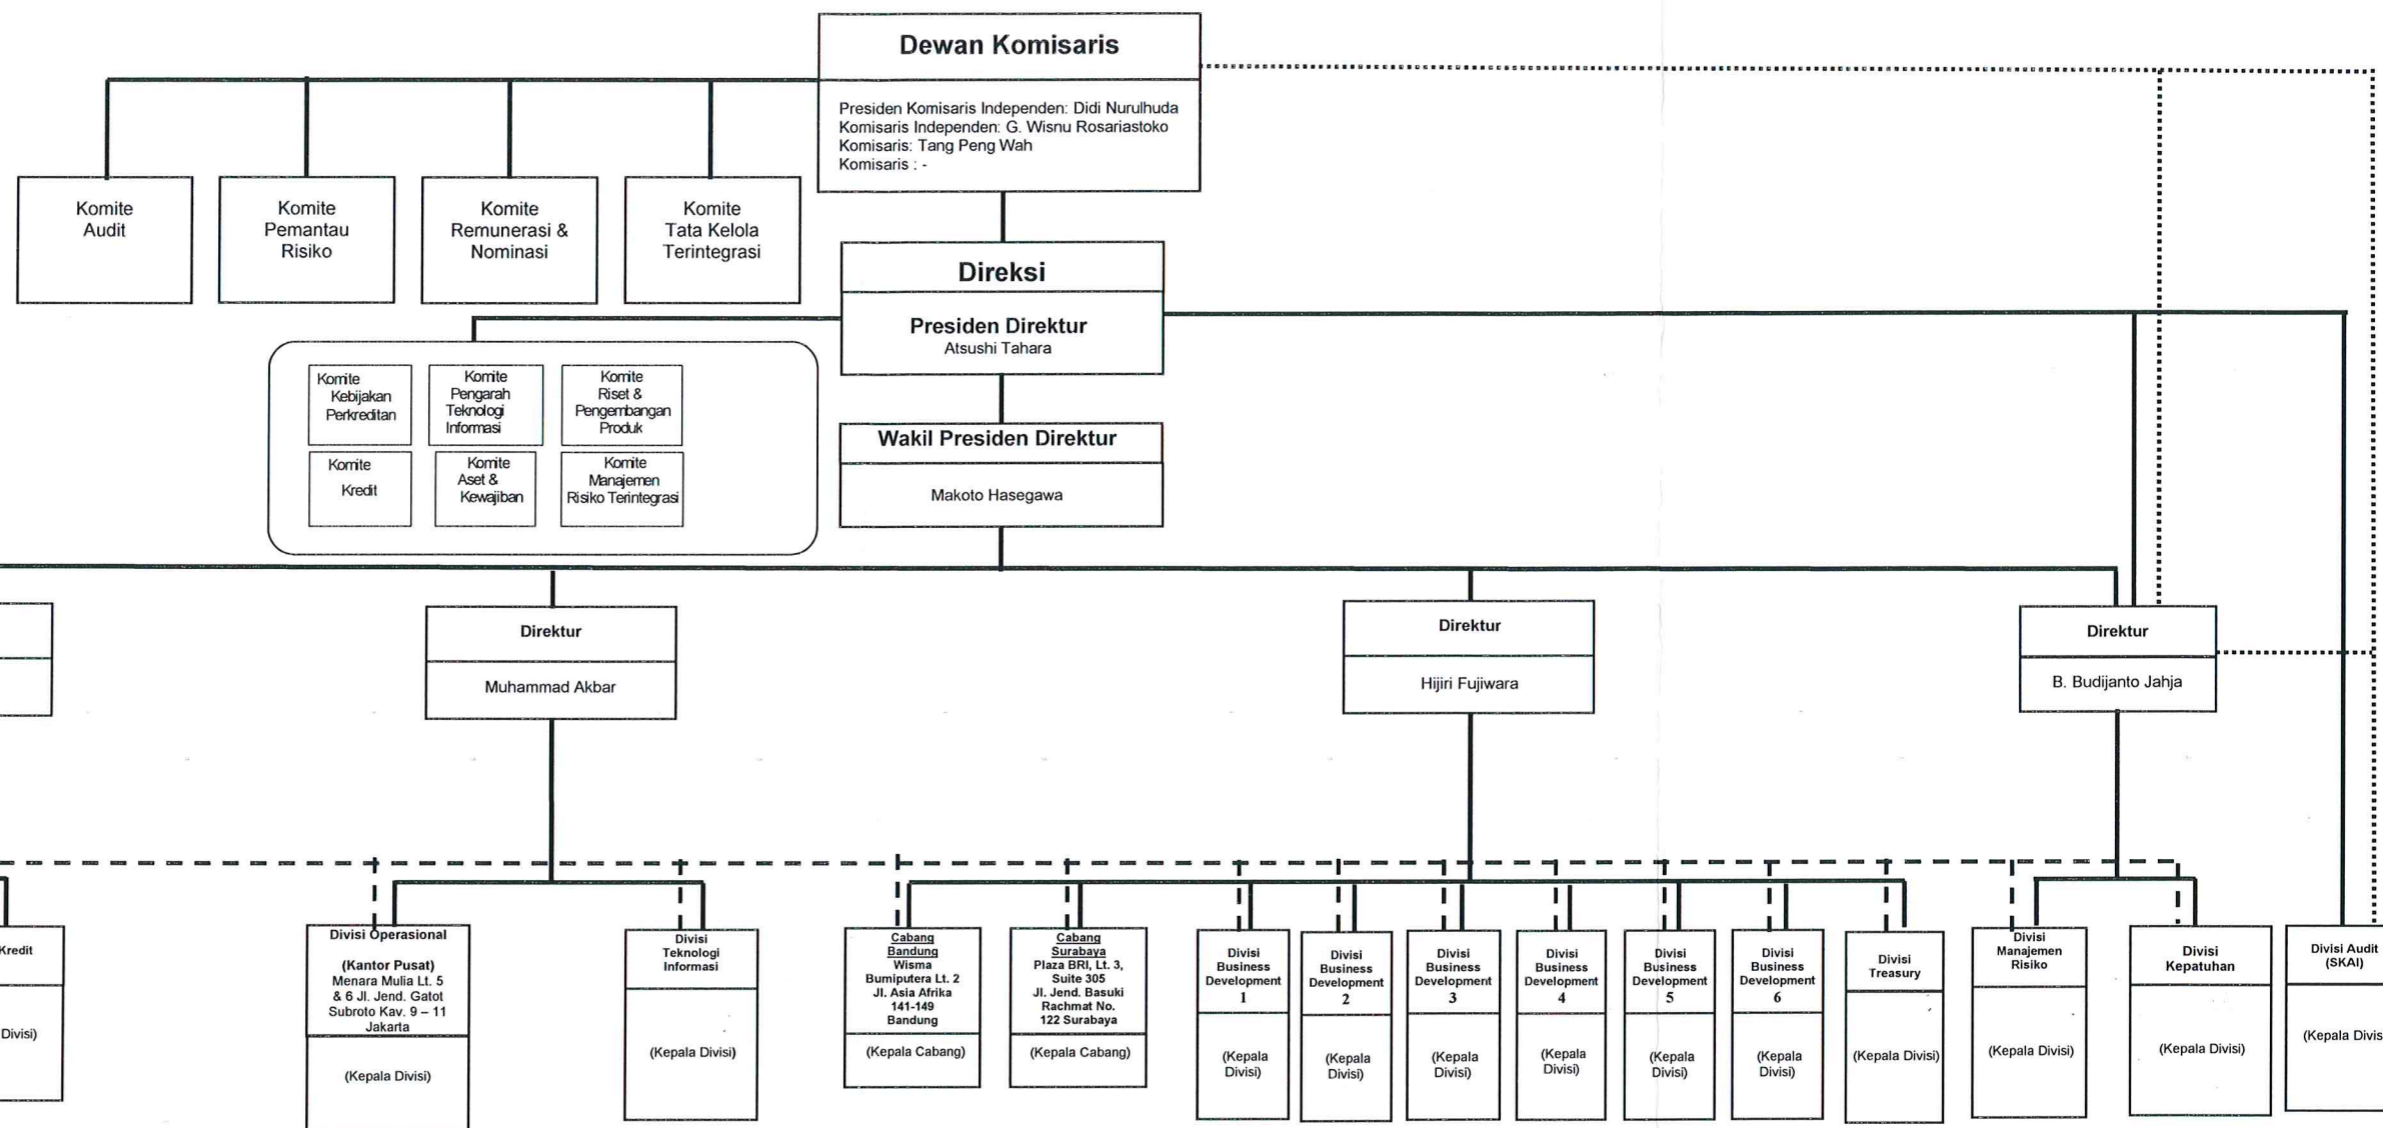 Dewan Komisaris
Presiden Komisaris Independen: Didi Nurulhuda
Komisaris Independen: G. Wisnu Rosariastoko
Komisaris: Tang Peng Wah
Komisaris : -
Komite
Audit
Komite
Pemantau
Risiko
Komite
Remunerasi &
Nominasi
Komite
Tata Kelola
Terintegrasi
Direksi
Presiden Direktur
Atsushi Tahara
Komite
Kebijakan
Perkreditan
Komite
Pengarah
Teknologi
Informasi
Komite
Riset &
Pengembangan
Produk
Komite
Kredit
Komite
Aset &
Kewajiban
Komite
Manajemen
Risiko Terintegrasi
Wakil Presiden Direktur
Makoto Hasegawa
Direktur
Muhammad Akbar
Direktur
Hijiri Fujiwara
Direktur
B. Budijanto Jahja
Kredit
Divisi)
Divisi Operasional
(Kantor Pusat)
Menara Mulia Lt. 5
& 6 Jl. Jend. Gatot
Subroto Kav. 9 – 11
Jakarta
(Kepala Divisi)
Divisi
Teknologi
Informasi
(Kepala Divisi)
Cabang
Bandung
Wisma
Bumiputera Lt. 2
Jl. Asia Afrika
141-149
Bandung
(Kepala Cabang)
Cabang
Surabaya
Plaza BRI, Lt. 3,
Suite 305
Jl. Jend. Basuki
Rachmat No.
122 Surabaya
(Kepala Cabang)
Divisi
Business
Development
1
(Kepala
Divisi)
Divisi
Business
Development
2
(Kepala
Divisi)
Divisi
Business
Development
3
(Kepala
Divisi)
Divisi
Business
Development
4
(Kepala
Divisi)
Divisi
Business
Development
5
(Kepala
Divisi)
Divisi
Business
Development
6
(Kepala
Divisi)
Divisi
Treasury
(Kepala Divisi)
Divisi
Manajemen
Risiko
(Kepala Divisi)
Divisi
Kepatuhan
(Kepala Divisi)
Divisi Audit
(SKAI)
(Kepala Divis